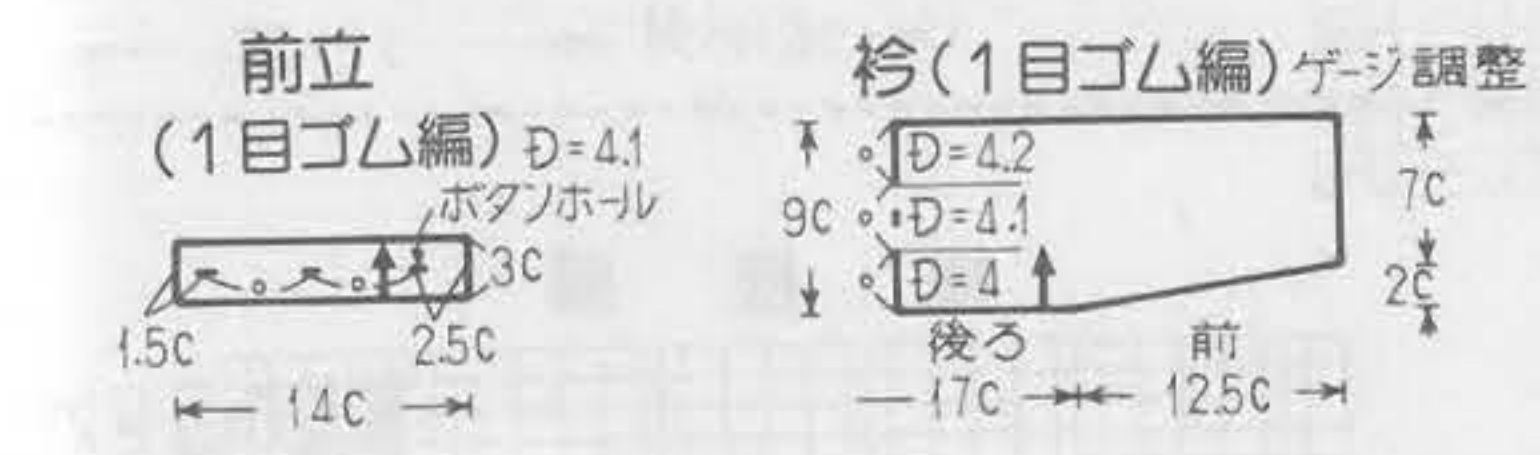 前立
(1目ゴム編) D=4.1
ボタンホール
3C
1.5C
2.5C
14C
衿(1目ゴム編)ゲージ調整
9C
D=4.2
D=4.1
D=4
7C
2C
後ろ
前
17C
12.5C